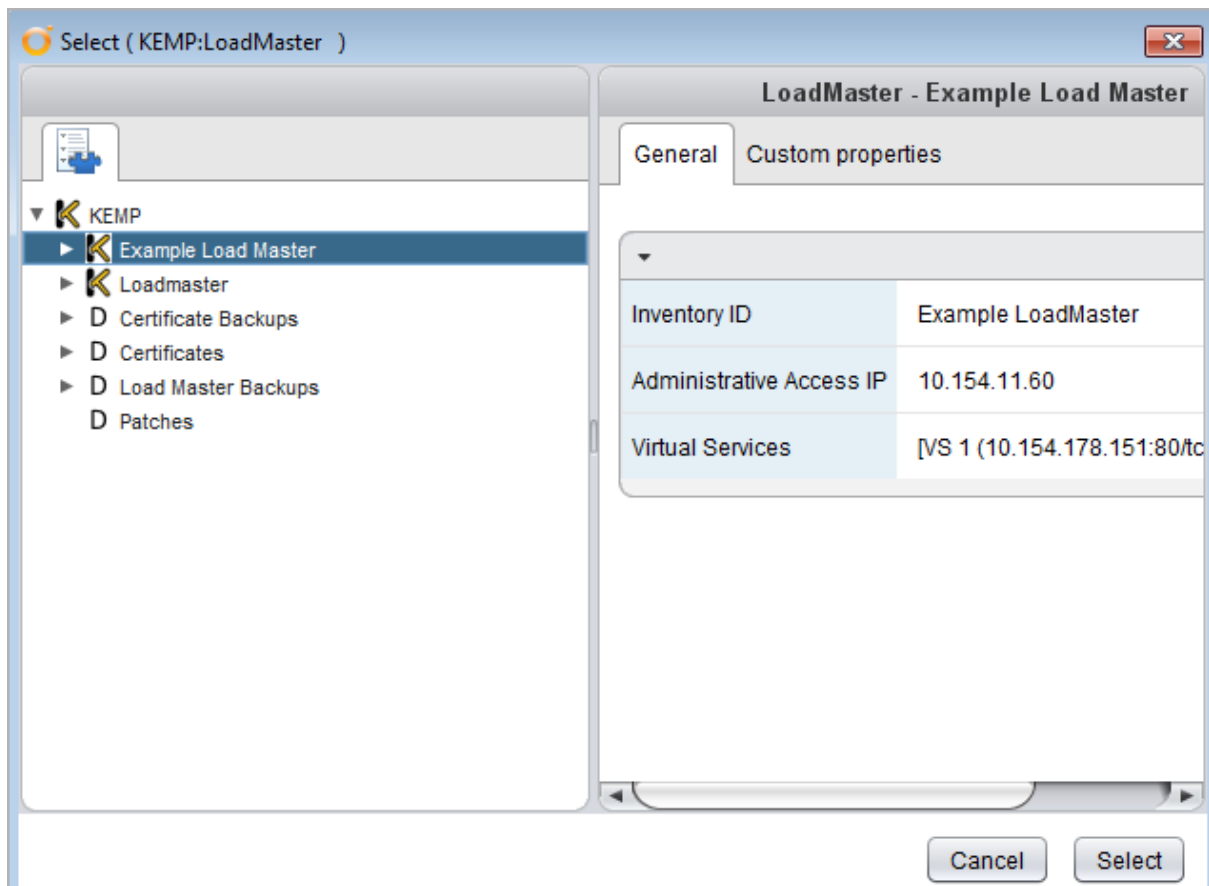 Select ( KEMP:LoadMaster )
LoadMaster - Example Load Master
General Custom properties
KEMP
Example Load Master
Loadmaster
D Certificate Backups
D Certificates
D Load Master Backups
D Patches
Inventory ID Example LoadMaster
Administrative Access IP 10.154.11.60
Virtual Services [VS 1 (10.154.178.151:80/tc
Cancel Select